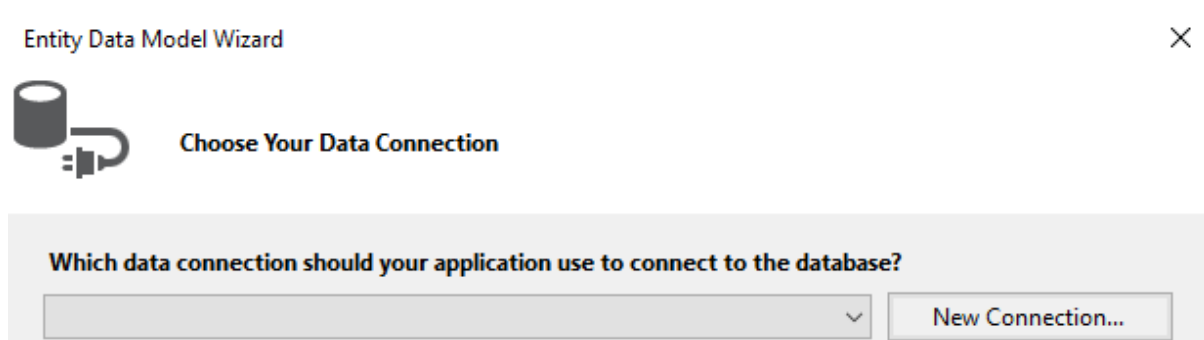 Entity Data Model Wizard
Choose Your Data Connection
Which data connection should your application use to connect to the database?
New Connection...